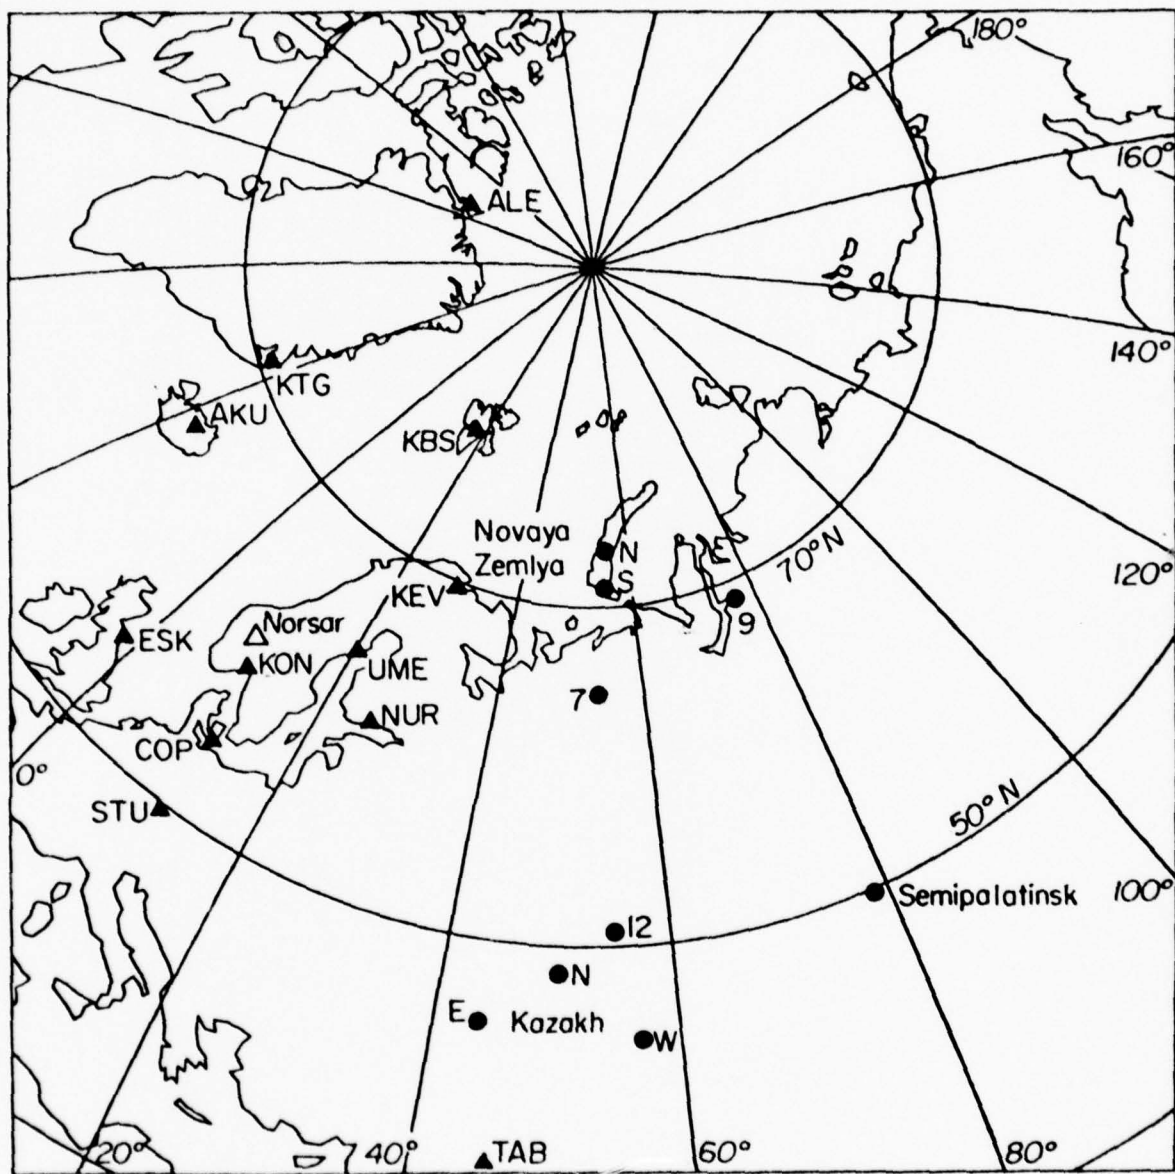 180°
160°
ALE
140°
KTG
AKU
KBS
Novaya
Zemlya
N
E
70° N
S
KEV
120°
9
Norsar
ESK
KON
UME
7
NUR
COP
0°
STU
50° N
Semipalatinsk
100°
12
N
E
Kazakh
W
20°
40°
TAB
60°
80°